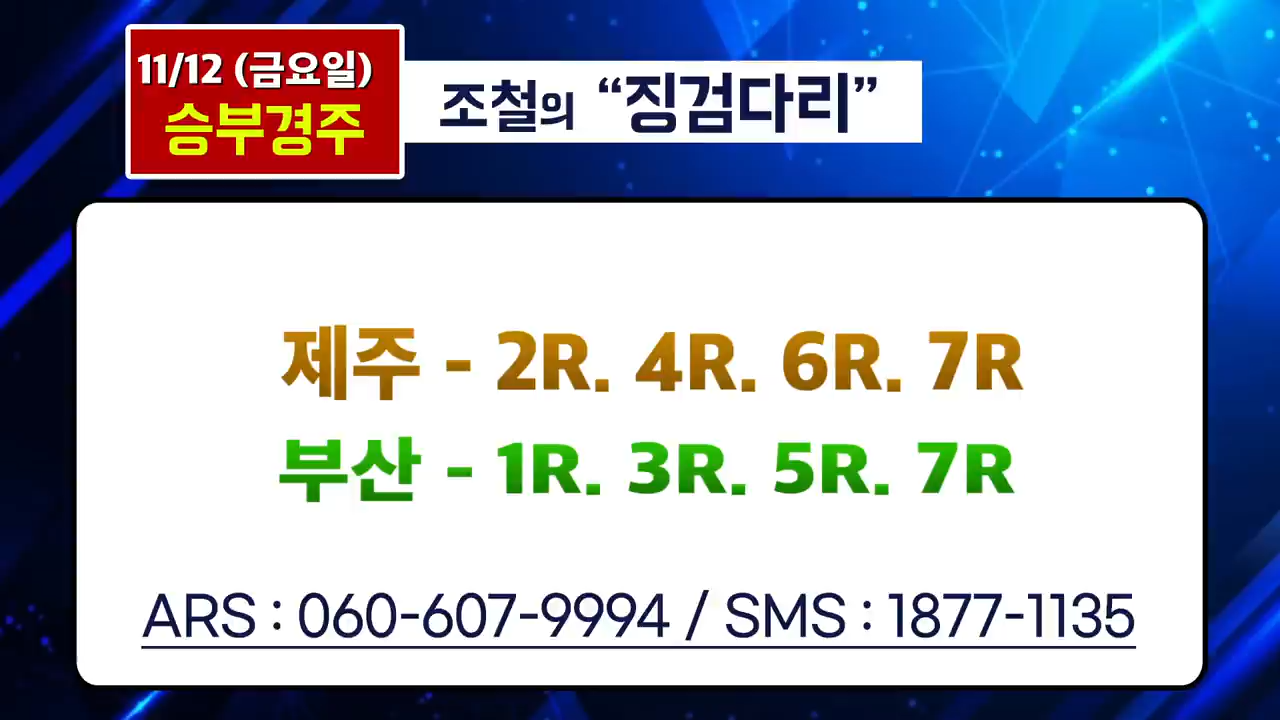 11/12 (금요일)
승부경주
조철의 “징검다리”
제주 - 2R. 4R. 6R. 7R
부산 - 1R. 3R. 5R. 7R
ARS : 060-607-9994 / SMS : 1877-1135